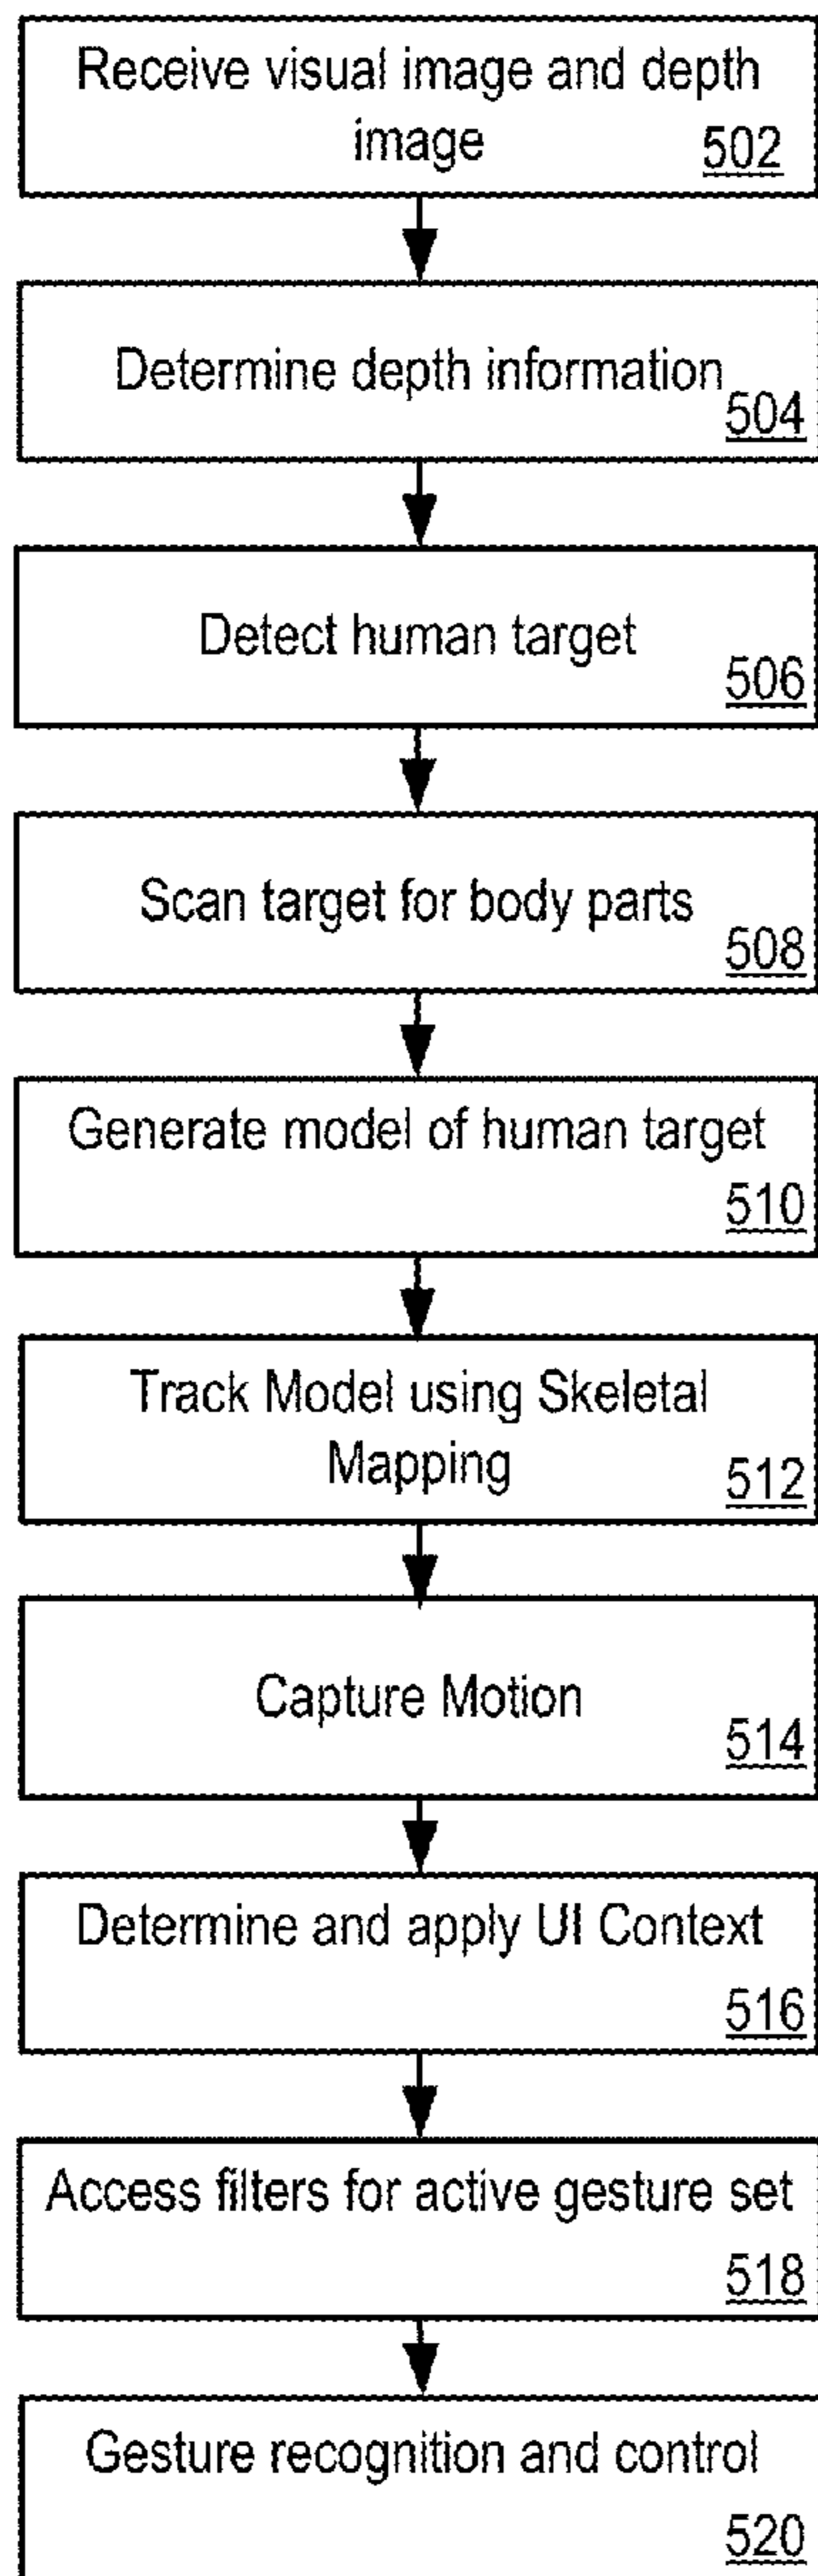 Receive visual image and depth
image
502
Determine depth information
504
Detect human target
506
Scan target for body parts
508
Generate model of human target
510
Track Model using Skeletal
Mapping
512
Capture Motion
514
Determine and apply UI Context
516
Access filters for active gesture set
518
Gesture recognition and control
520